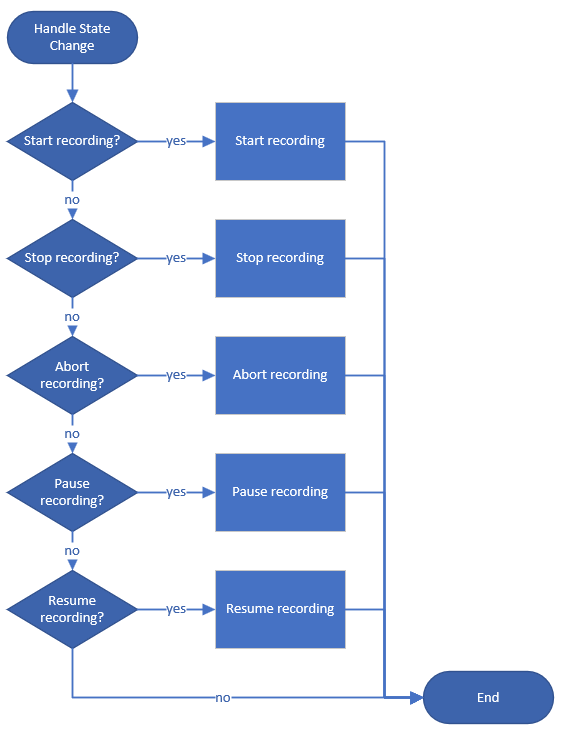 Handle State
Change
Start recording?
yes
Start recording
no
Stop recording?
yes
Stop recording
no
Abort
recording?
yes
Abort recording
no
Pause
recording?
yes
Pause recording
no
Resume
recording?
yes
Resume recording
no
End